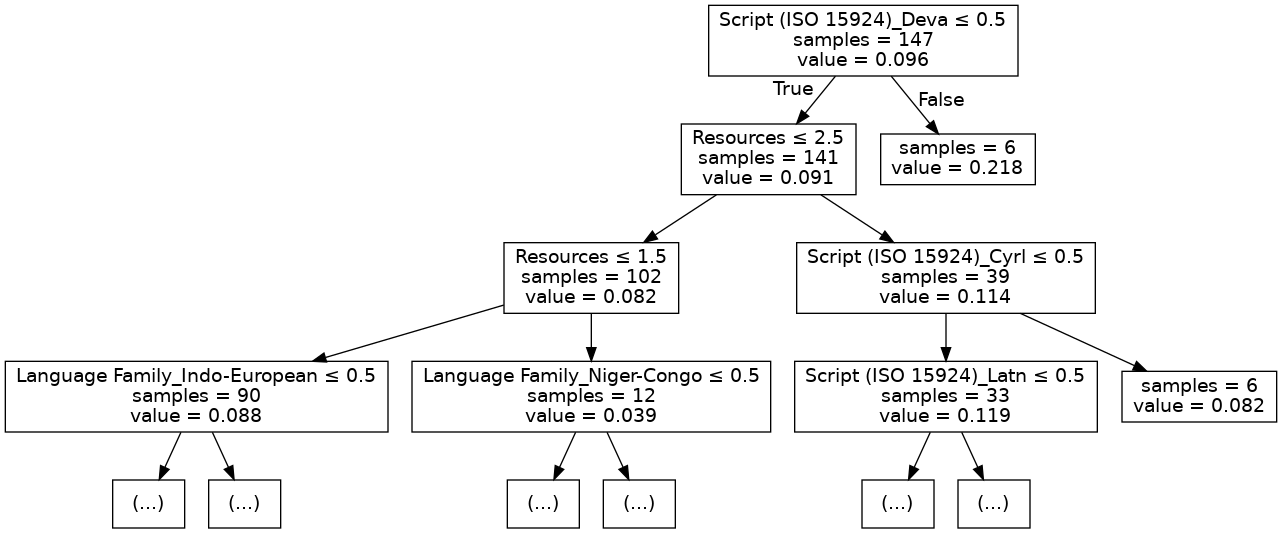 Script (ISO 15924)_Deva ≤ 0.5
samples = 147
value = 0.096
True
False
Resources ≤ 2.5
samples = 141
value = 0.091
samples = 6
value = 0.218
Resources ≤ 1.5
samples = 102
value = 0.082
Script (ISO 15924)_Cyrl ≤ 0.5
samples = 39
value = 0.114
Language Family_Indo-European ≤ 0.5
samples = 90
value = 0.088
Language Family_Niger-Congo ≤ 0.5
samples = 12
value = 0.039
Script (ISO 15924)_Latn ≤ 0.5
samples = 33
value = 0.119
samples = 6
value = 0.082
(...)
(...)
(...)
(...)
(...)
(...)